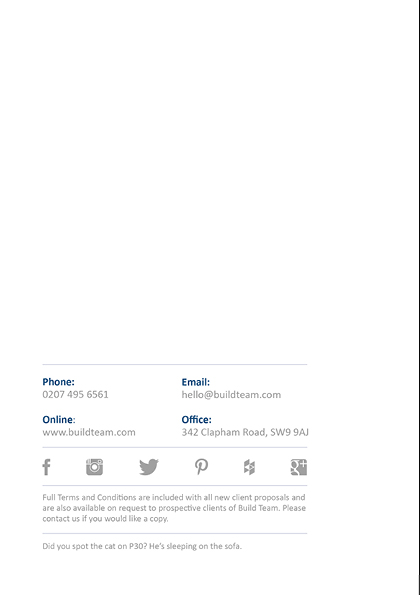 Phone:
0207 495 6561
Email:
hello@buildteam.com
Online:
www.buildteam.com
Office:
342 Clapham Road, SW9 9AJ
Full Terms and Conditions are included with all new client proposals and
are also available on request to prospective clients of Build Team. Please
contact us if you would like a copy.
Did you spot the cat on P30? He's sleeping on the sofa.